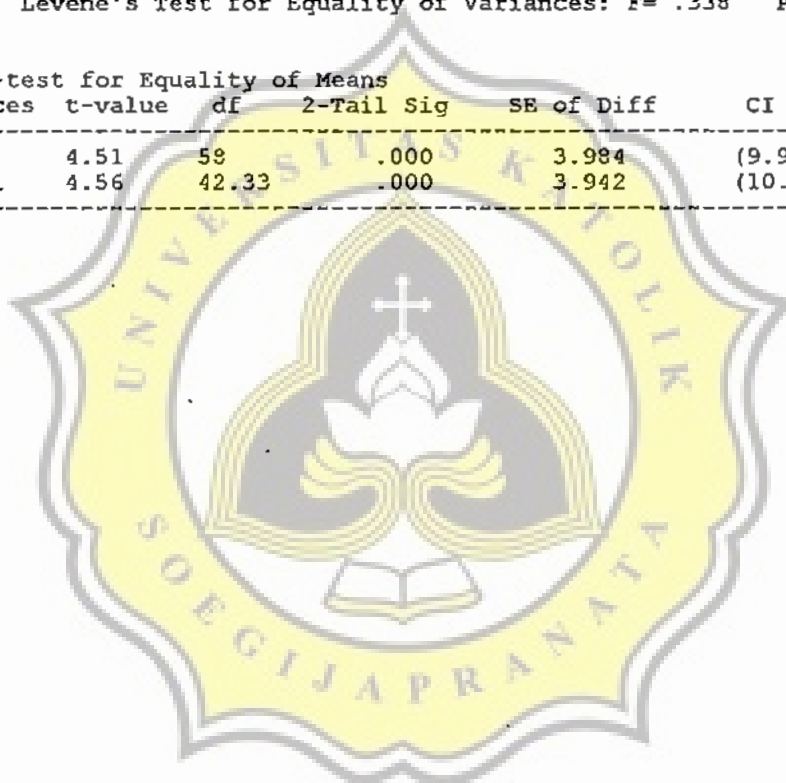 Levene's Test for Equality of Variances: F= .338
-test for Equality of Means
ces t-value df 2-Tail Sig SE of Diff CI
4.51 58 .000 3.984 (9.9
4.56 42.33 .000 3.942 (10.
UNIVERSITAS KATOLIK
SOEGIJAPRANATA